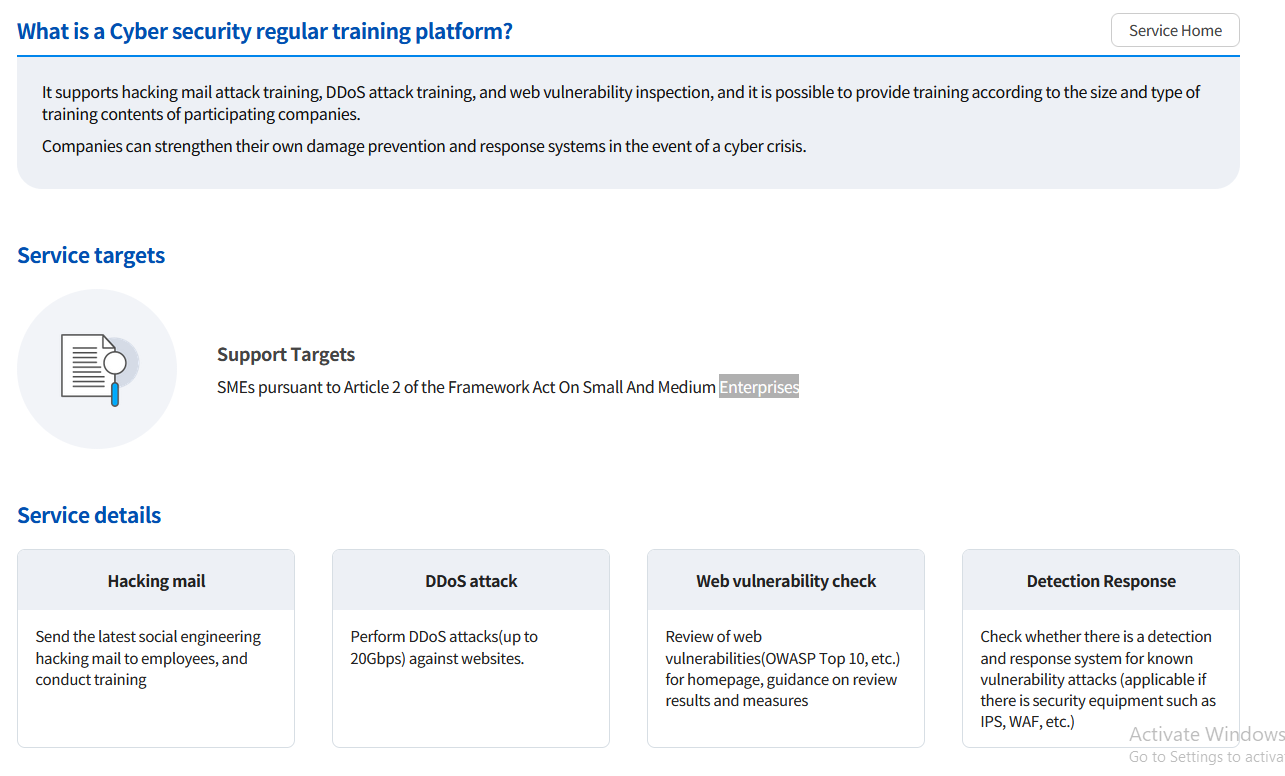 What is a Cyber security regular training platform?
Service Home
It supports hacking mail attack training, DDoS attack training, and web vulnerability inspection, and it is possible to provide training according to the size and type of
training contents of participating companies.
Companies can strengthen their own damage prevention and response systems in the event of a cyber crisis.
Service targets
Support Targets
SMEs pursuant to Article 2 of the Framework Act On Small And Medium Enterprises
Service details
Hacking mail
Send the latest social engineering
hacking mail to employees, and
conduct training
DDoS attack
Perform DDoS attacks(up to
20Gbps) against websites.
Web vulnerability check
Review of web
vulnerabilities(OWASP Top 10, etc.)
for homepage, guidance on review
results and measures
Detection Response
Check whether there is a detection
and response system for known
vulnerability attacks (applicable if
there is security equipment such as
IPS, WAF, etc.)
Activate Windows
Go to Settings to activa